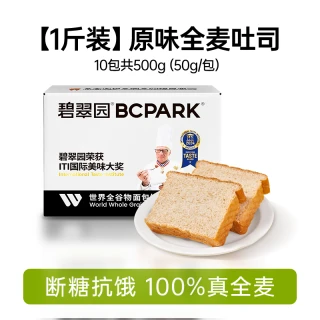 【1斤装】原味全麦吐司
10包共500g (50g/包)
碧翠园® BCPARK®
碧翠园荣获
ITI国际美味大奖
TASTE
世界全谷物面包
World Whole Gra
断糖抗饿 100%真全麦